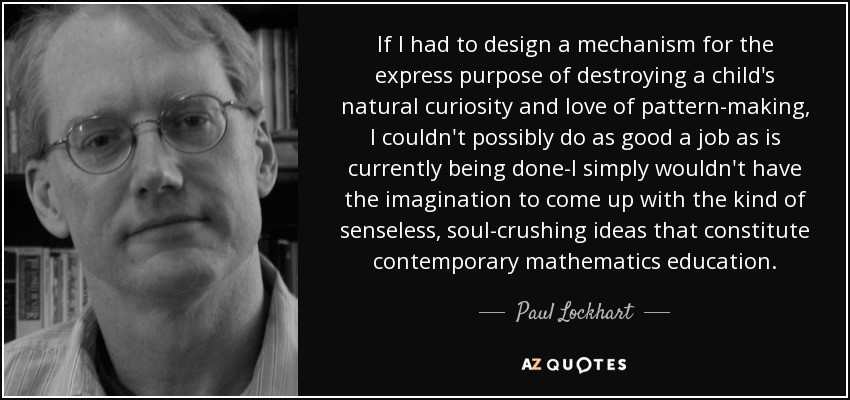 If I had to design a mechanism for the
express purpose of destroying a child's
natural curiosity and love of pattern-making,
I couldn't possibly do as good a job as is
currently being done-I simply wouldn't have
the imagination to come up with the kind of
senseless, soul-crushing ideas that constitute
contemporary mathematics education.
Paul Lockhart
AZ QUOTES